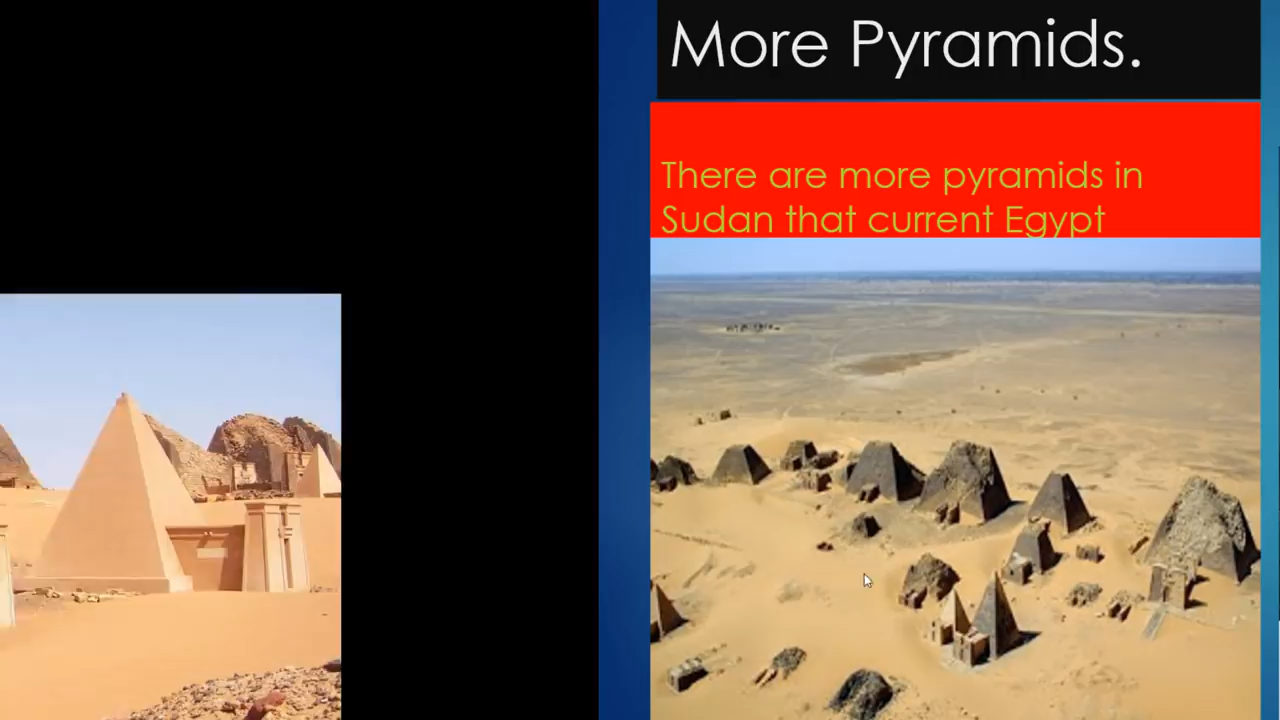 More Pyramids.
There are more pyramids in
Sudan that current Egypt